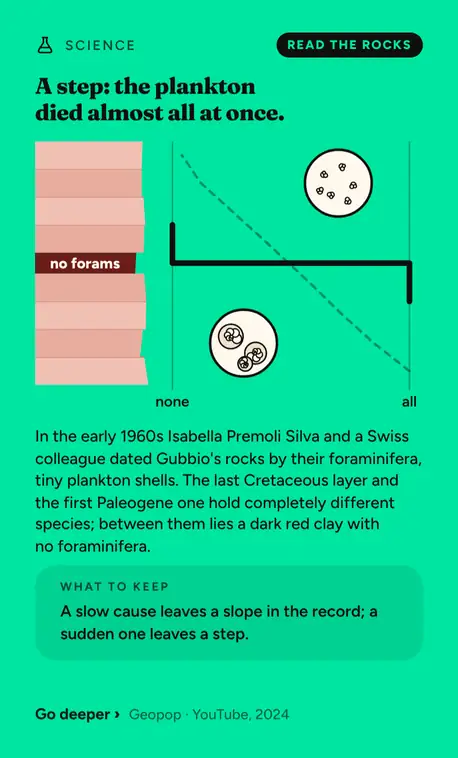 SCIENCE
READ THE ROCKS
A step: the plankton
died almost all at once.
no forams
none
all
In the early 1960s Isabella Premoli Silva and a Swiss
colleague dated Gubbio's rocks by their foraminifera,
tiny plankton shells. The last Cretaceous layer and
the first Paleogene one hold completely different
species; between them lies a dark red clay with
no foraminifera.
WHAT TO KEEP
A slow cause leaves a slope in the record; a
sudden one leaves a step.
Go deeper › Geopop · YouTube, 2024